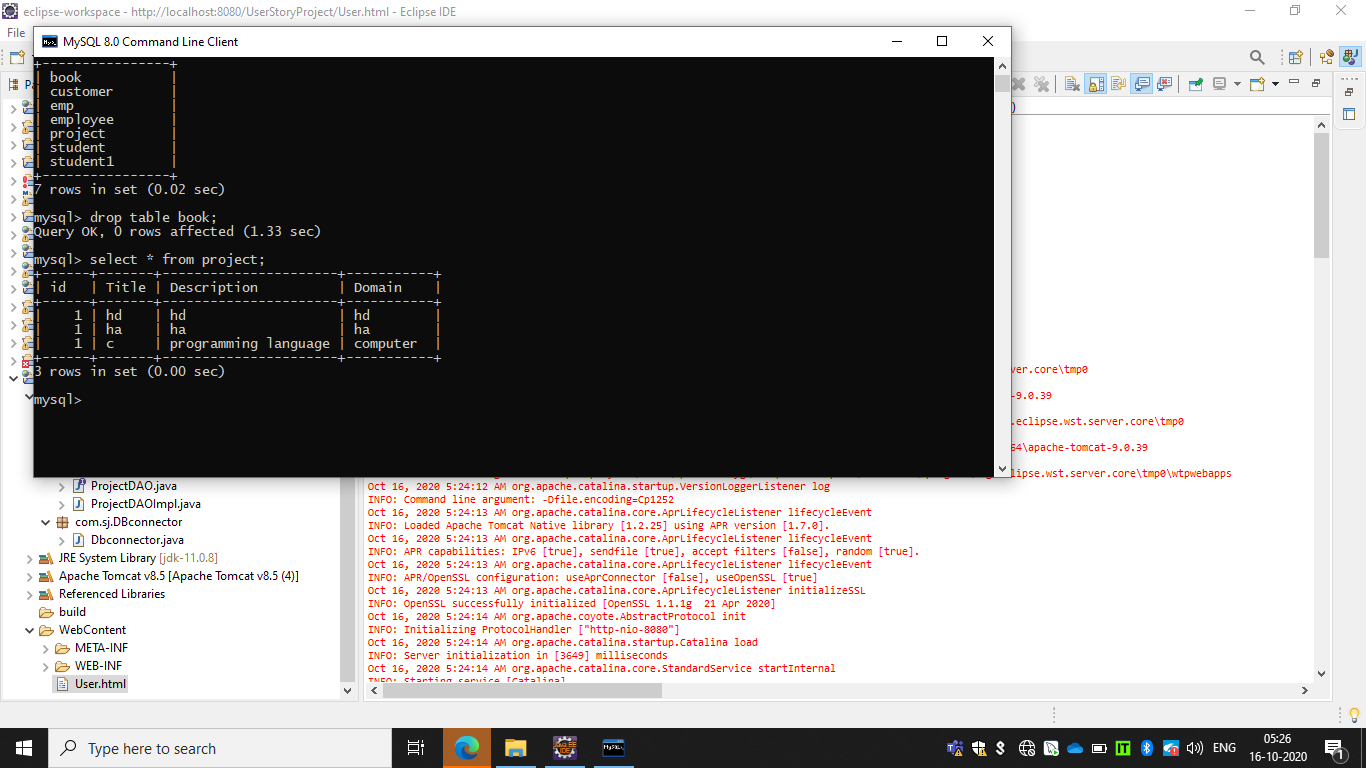 eclipse-workspace - http://localhost:8080/UserStoryProject/User.html - Eclipse IDE
File
MySQL 8.0 Command Line Client
+----------------+
| book |
| customer |
| emp |
| employee |
| project |
| student |
| student1 |
+----------------+
7 rows in set (0.02 sec)
mysql> drop table book;
Query OK, 0 rows affected (1.33 sec)
mysql> select * from project;
+------+-------+----------------------+-----------+
| id | Title | Description | Domain |
+------+-------+----------------------+-----------+
| 1 | hd | hd | hd |
| 1 | ha | ha | ha |
| 1 | c | programming language | computer |
+------+-------+----------------------+-----------+
3 rows in set (0.00 sec)
mysql>
ver.core\tmp0
-9.0.39
.eclipse.wst.server.core\tmp0
64\apache-tomcat-9.0.39
lipse.wst.server.core\tmp0\wtpwebapps
ProjectDAO.java
ProjectDAOImpl.java
com.sj.DBconnector
Dbconnector.java
JRE System Library [jdk-11.0.8]
Apache Tomcat v8.5 [Apache Tomcat v8.5 (4)]
Referenced Libraries
build
WebContent
META-INF
WEB-INF
User.html
Oct 16, 2020 5:24:12 AM org.apache.catalina.startup.VersionLoggerListener log
INFO: Command line argument: -Dfile.encoding=Cp1252
Oct 16, 2020 5:24:13 AM org.apache.catalina.core.AprLifecycleListener lifecycleEvent
INFO: Loaded Apache Tomcat Native library [1.2.25] using APR version [1.7.0].
Oct 16, 2020 5:24:13 AM org.apache.catalina.core.AprLifecycleListener lifecycleEvent
INFO: APR capabilities: IPv6 [true], sendfile [true], accept filters [false], random [true].
Oct 16, 2020 5:24:13 AM org.apache.catalina.core.AprLifecycleListener lifecycleEvent
INFO: APR/OpenSSL configuration: useAprConnector [false], useOpenSSL [true]
Oct 16, 2020 5:24:13 AM org.apache.catalina.core.AprLifecycleListener initializeSSL
INFO: OpenSSL successfully initialized [OpenSSL 1.1.1g 21 Apr 2020]
Oct 16, 2020 5:24:14 AM org.apache.coyote.AbstractProtocol init
INFO: Initializing ProtocolHandler ["http-nio-8080"]
Oct 16, 2020 5:24:14 AM org.apache.catalina.startup.Catalina load
INFO: Server initialization in [3649] milliseconds
Oct 16, 2020 5:24:14 AM org.apache.catalina.core.StandardService startInternal
INFO: Starting service [Catalina]
Type here to search
ENG
05:26
16-10-2020
1